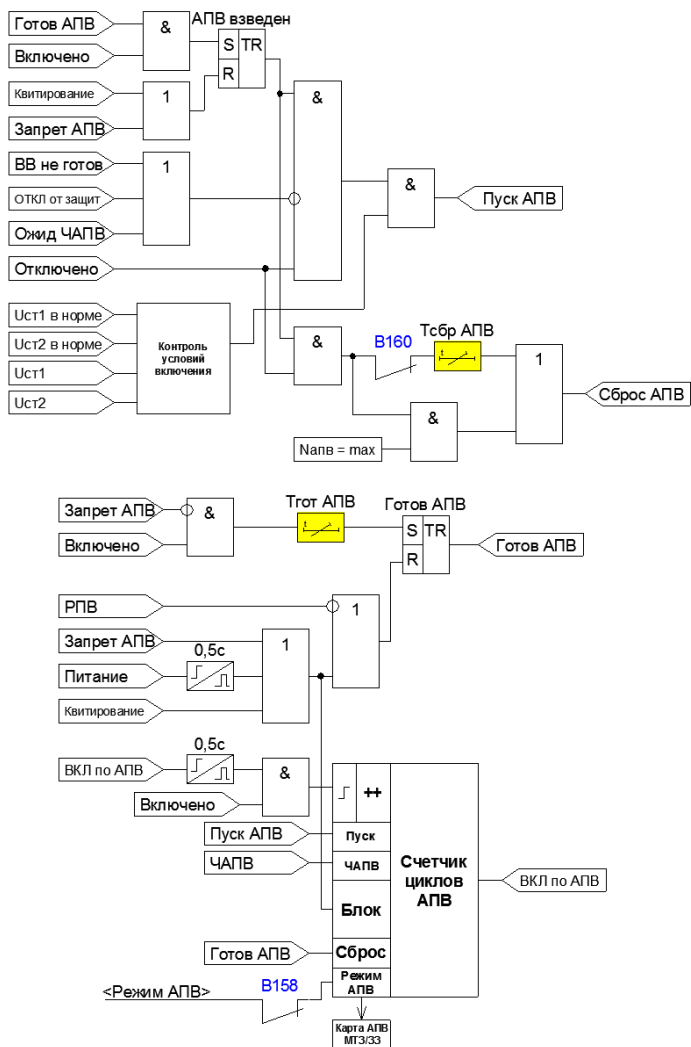 Готов АПВ
&
АПВ взведен
Включено
S TR
R
Квитирование
1
Запрет АПВ
&
ВВ не готов
1
ОТКЛ от защит
&
Пуск АПВ
Ожид ЧАПВ
Отключено
Uст1 в норме
Uст2 в норме
Uст1
Uст2
Контроль
условий
включения
&
B160
Тсбр АПВ
t
1
Сброс АПВ
&
Nапв = max
Запрет АПВ
&
Тгот АПВ
t
Готов АПВ
S TR
R
Включено
Готов АПВ
РПВ
1
Запрет АПВ
1
0,5с
Питание
Квитирование
0,5с
ВКЛ по АПВ
&
Включено
++
Пуск АПВ
Пуск
ЧАПВ
ЧАПВ
Счетчик
циклов
АПВ
ВКЛ по АПВ
Блок
Готов АПВ
Сброс
<Режим АПВ>
B158
Режим
АПВ
Карта АПВ
МТЗ/ЗЗ